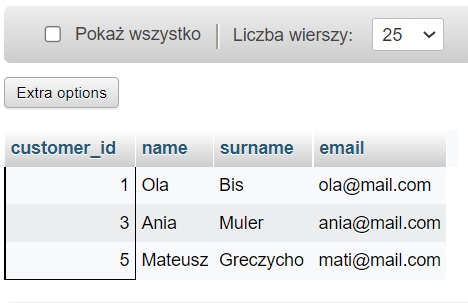 Pokaż wszystko Liczba wierszy: 25
Extra options
customer_id name surname email
1 Ola Bis ola@mail.com
3 Ania Muler ania@mail.com
5 Mateusz Greczycho mati@mail.com